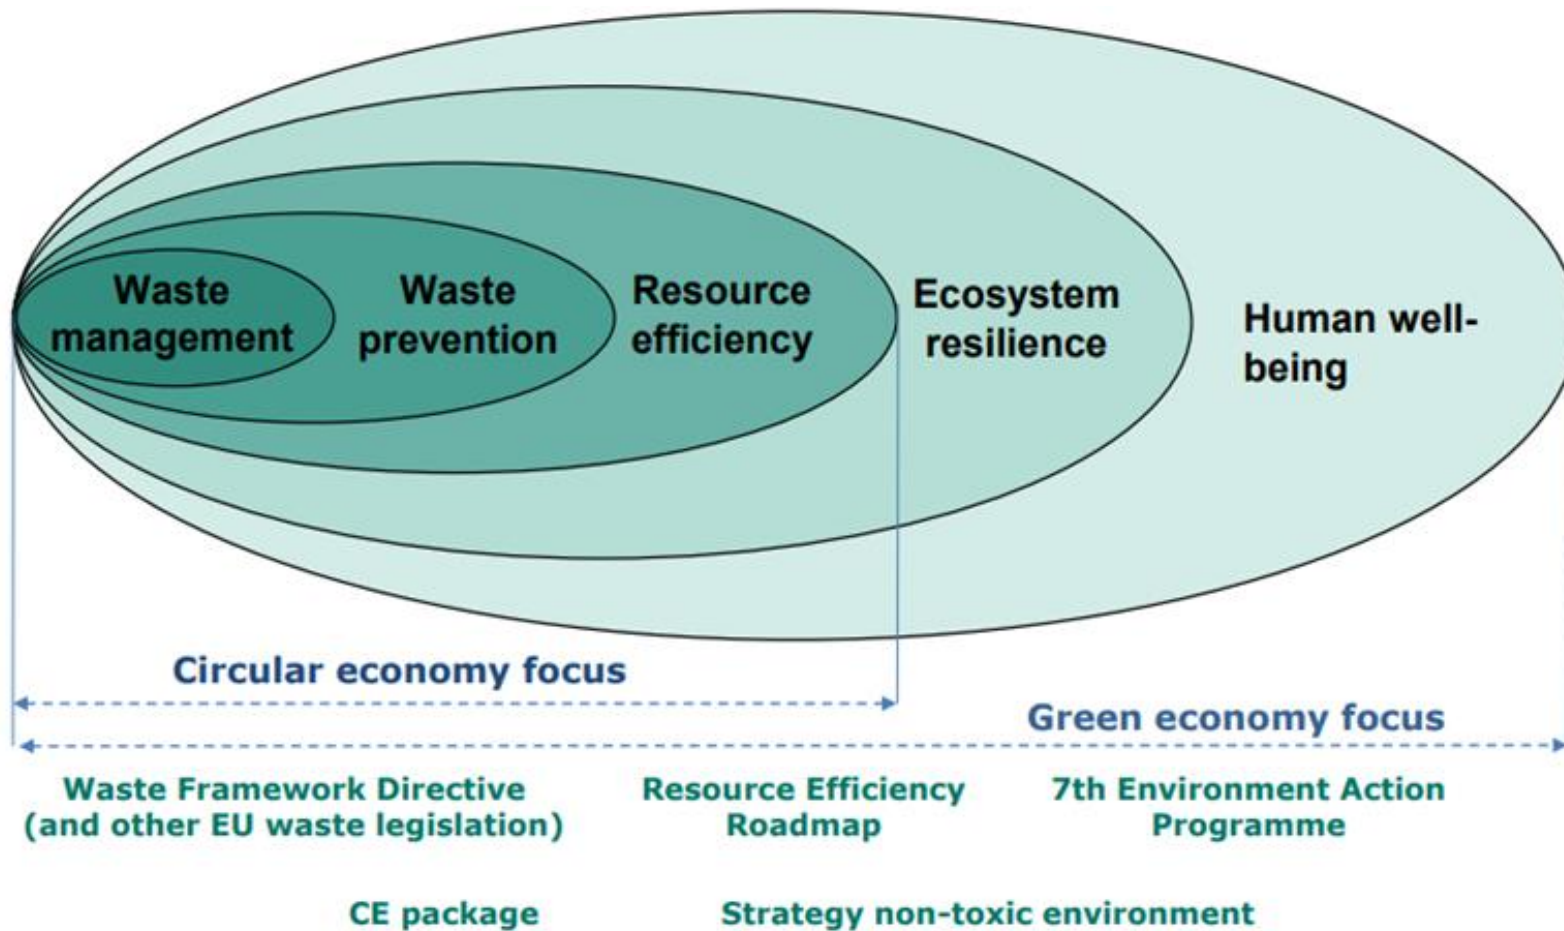 Waste
management
Waste
prevention
Resource
efficiency
Ecosystem
resilience
Human well-
being
Circular economy focus
Green economy focus
Waste Framework Directive
(and other EU waste legislation)
Resource Efficiency
Roadmap
7th Environment Action
Programme
CE package
Strategy non-toxic environment